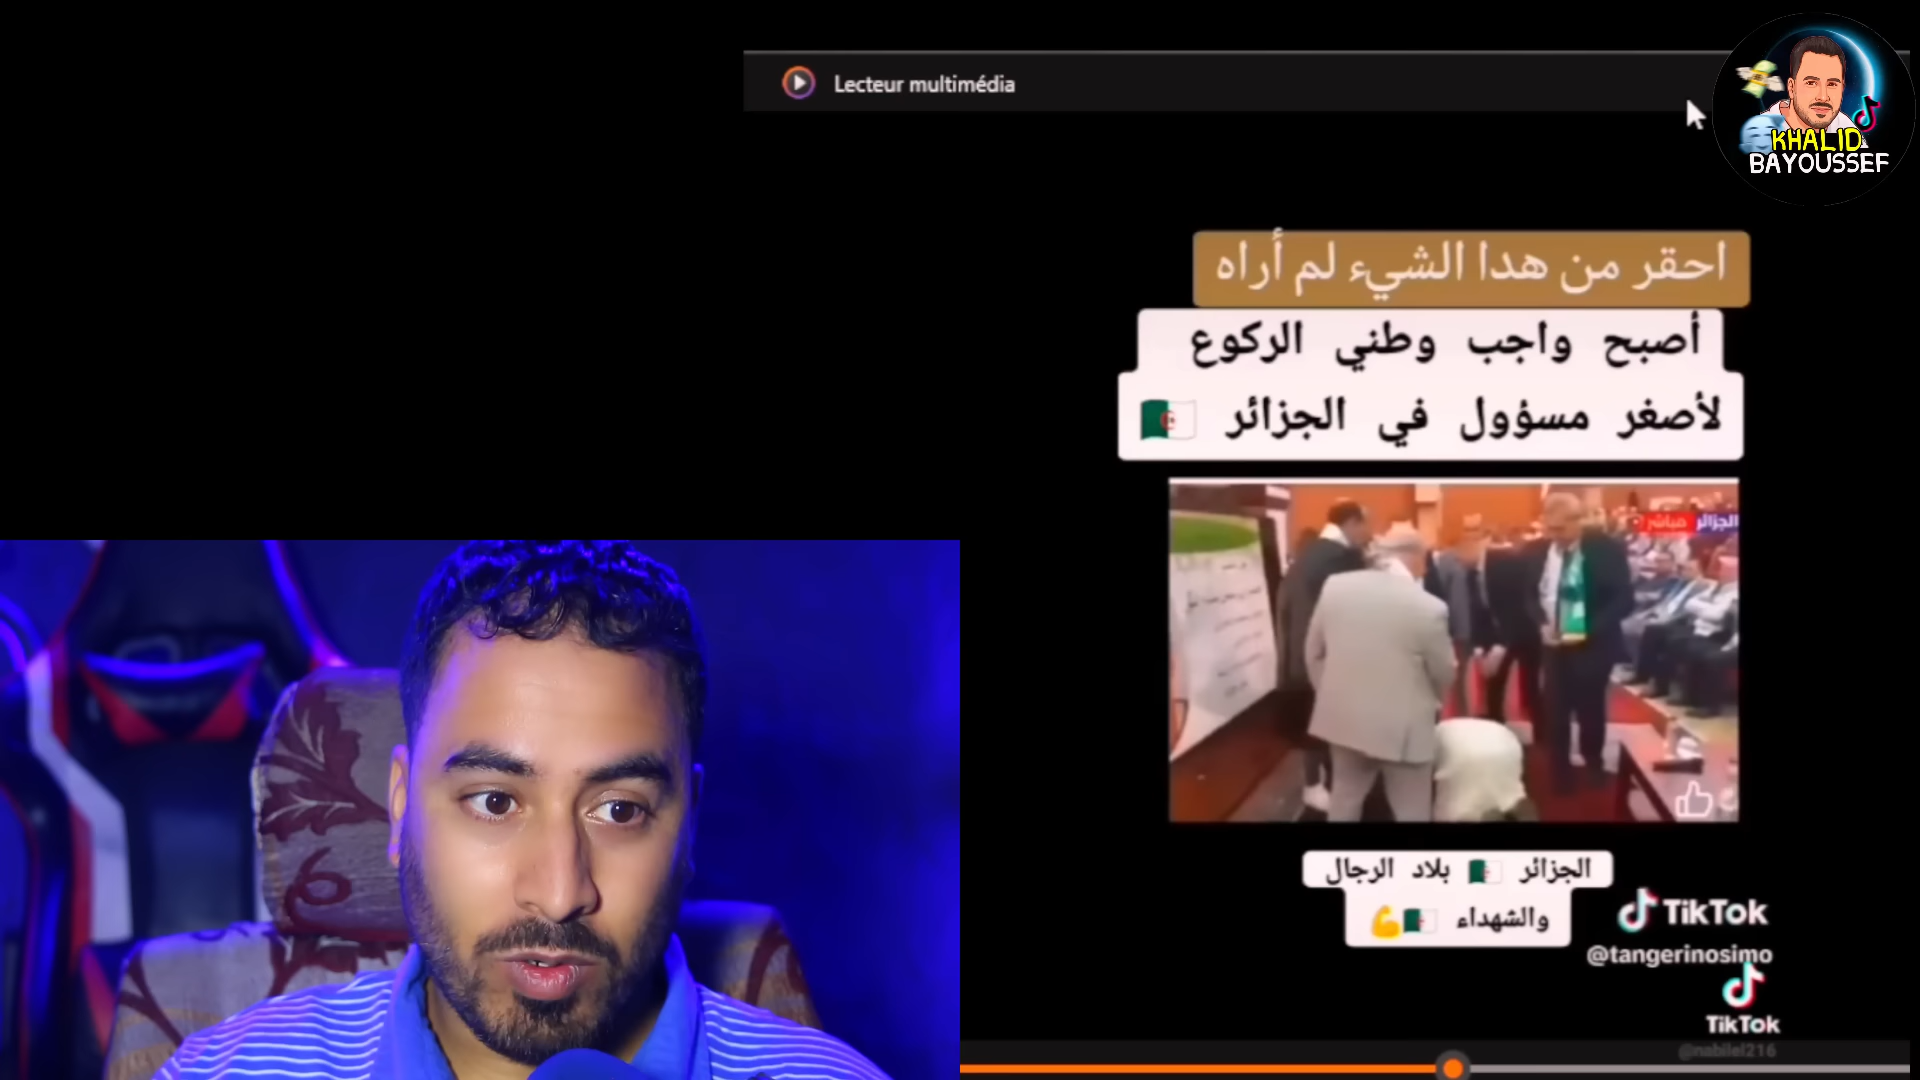 Lecteur multimédia
KHALID
BAYOUSSEF
احقر من هدا الشيء لم أراه
أصبح واجب وطني الركوع
لأصغر مسؤول في الجزائر 🇩🇿
الجزائر مباشر
الجزائر 🇩🇿 بلاد الرجال
والشهداء 🇩🇿💪
TikTok
@tangerinosimo
TikTok
@nabilel216